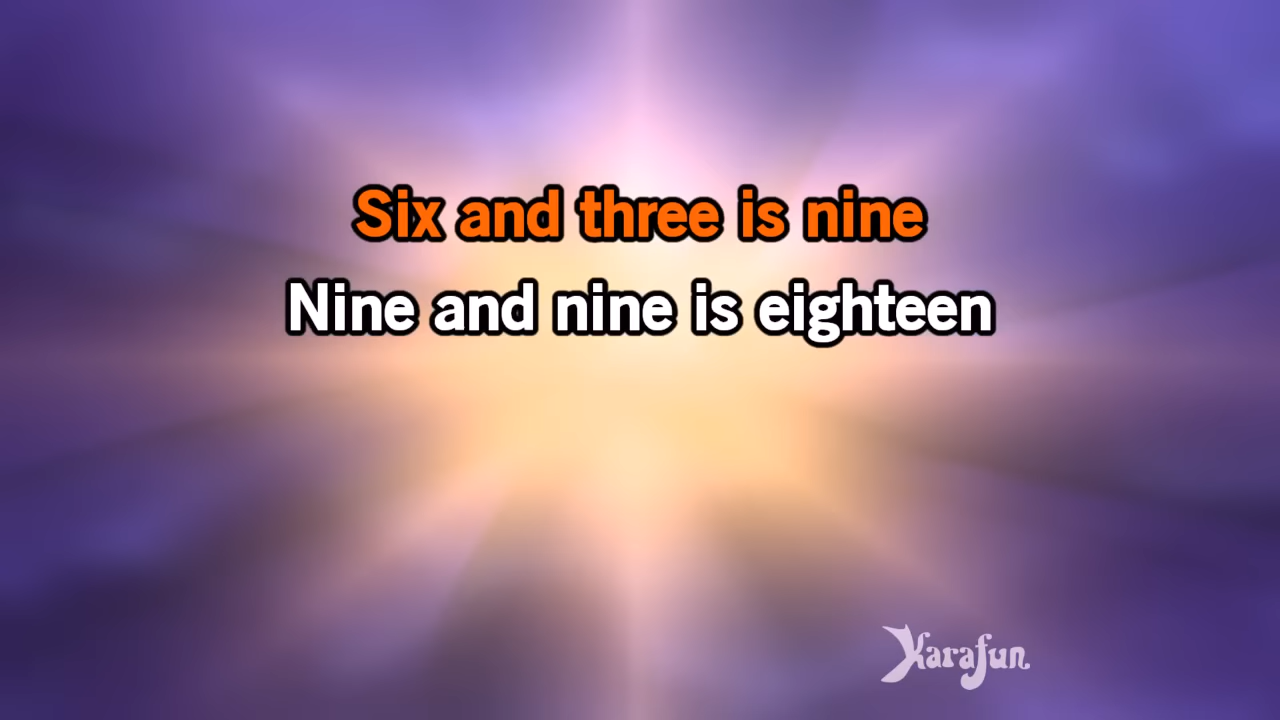 Six and three is nine
Nine and nine is eighteen
Karafun